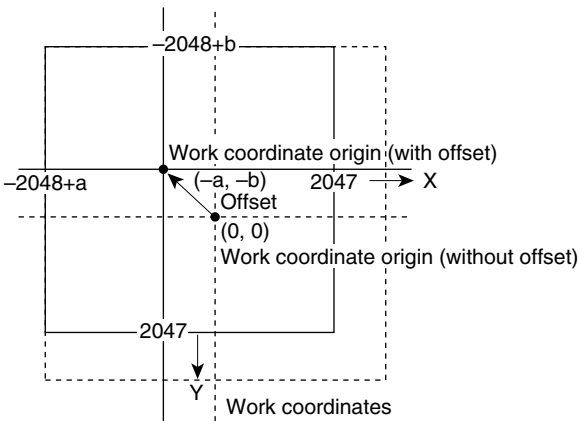 –2048+b
Work coordinate origin (with offset)
–2048+a
(–a, –b)
2047
X
Offset
(0, 0)
Work coordinate origin (without offset)
2047
Y
Work coordinates